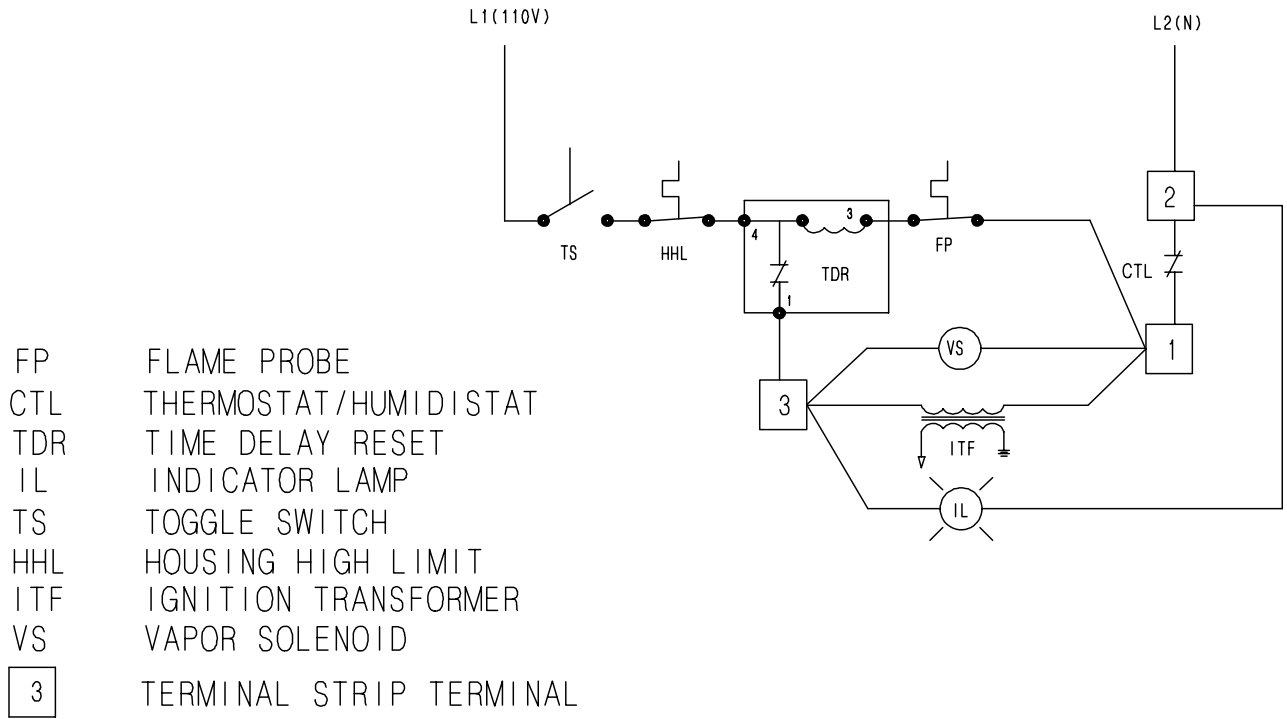 L1(110V)
L2(N)
2
TS
HHL
4
3
TDR
1
FP
CTL
1
VS
3
ITF
IL
FP FLAME PROBE
CTL THERMOSTAT/HUMIDISTAT
TDR TIME DELAY RESET
IL INDICATOR LAMP
TS TOGGLE SWITCH
HHL HOUSING HIGH LIMIT
ITF IGNITION TRANSFORMER
VS VAPOR SOLENOID
3 TERMINAL STRIP TERMINAL